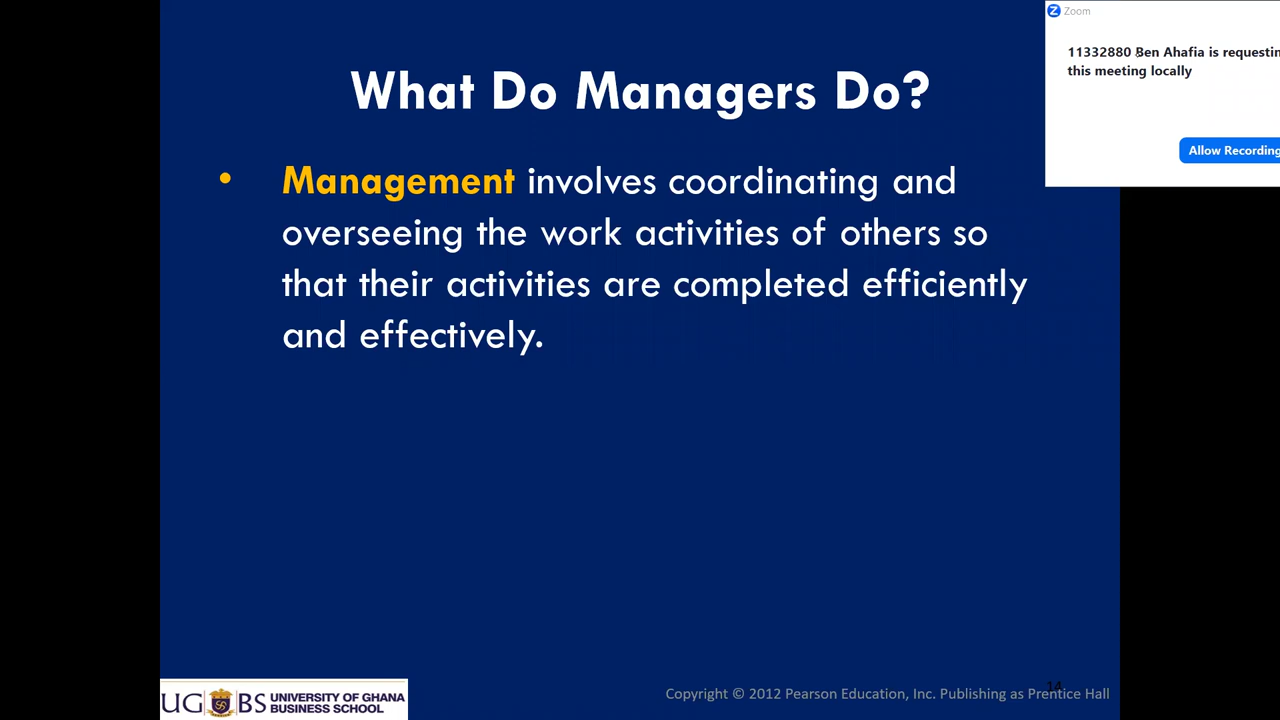 Zoom
11332880 Ben Ahafia is requestin
this meeting locally
Allow Recording
What Do Managers Do?
• Management involves coordinating and
overseeing the work activities of others so
that their activities are completed efficiently
and effectively.
UGBS UNIVERSITY OF GHANA
BUSINESS SCHOOL
14
Copyright © 2012 Pearson Education, Inc. Publishing as Prentice Hall